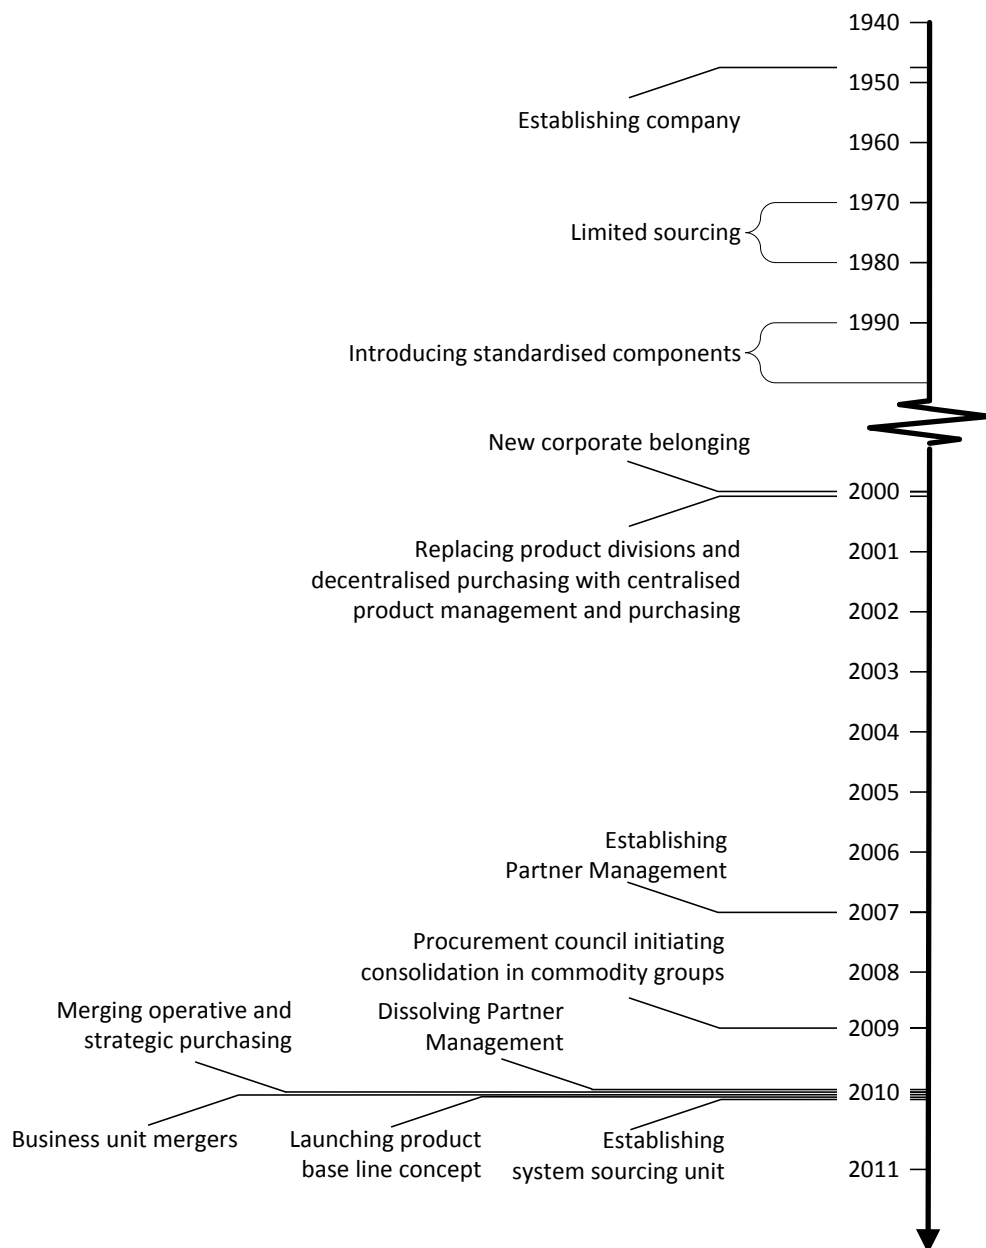 1940
1950
Establishing company
1960
1970
Limited sourcing
1980
1990
Introducing standardised components
New corporate belonging
2000
Replacing product divisions and
decentralised purchasing with centralised
product management and purchasing
2001
2002
2003
2004
2005
Establishing
Partner Management
2006
2007
Procurement council initiating
consolidation in commodity groups
2008
Merging operative and
strategic purchasing
Dissolving Partner
Management
2009
2010
Business unit mergers
Launching product
base line concept
Establishing
system sourcing unit
2011